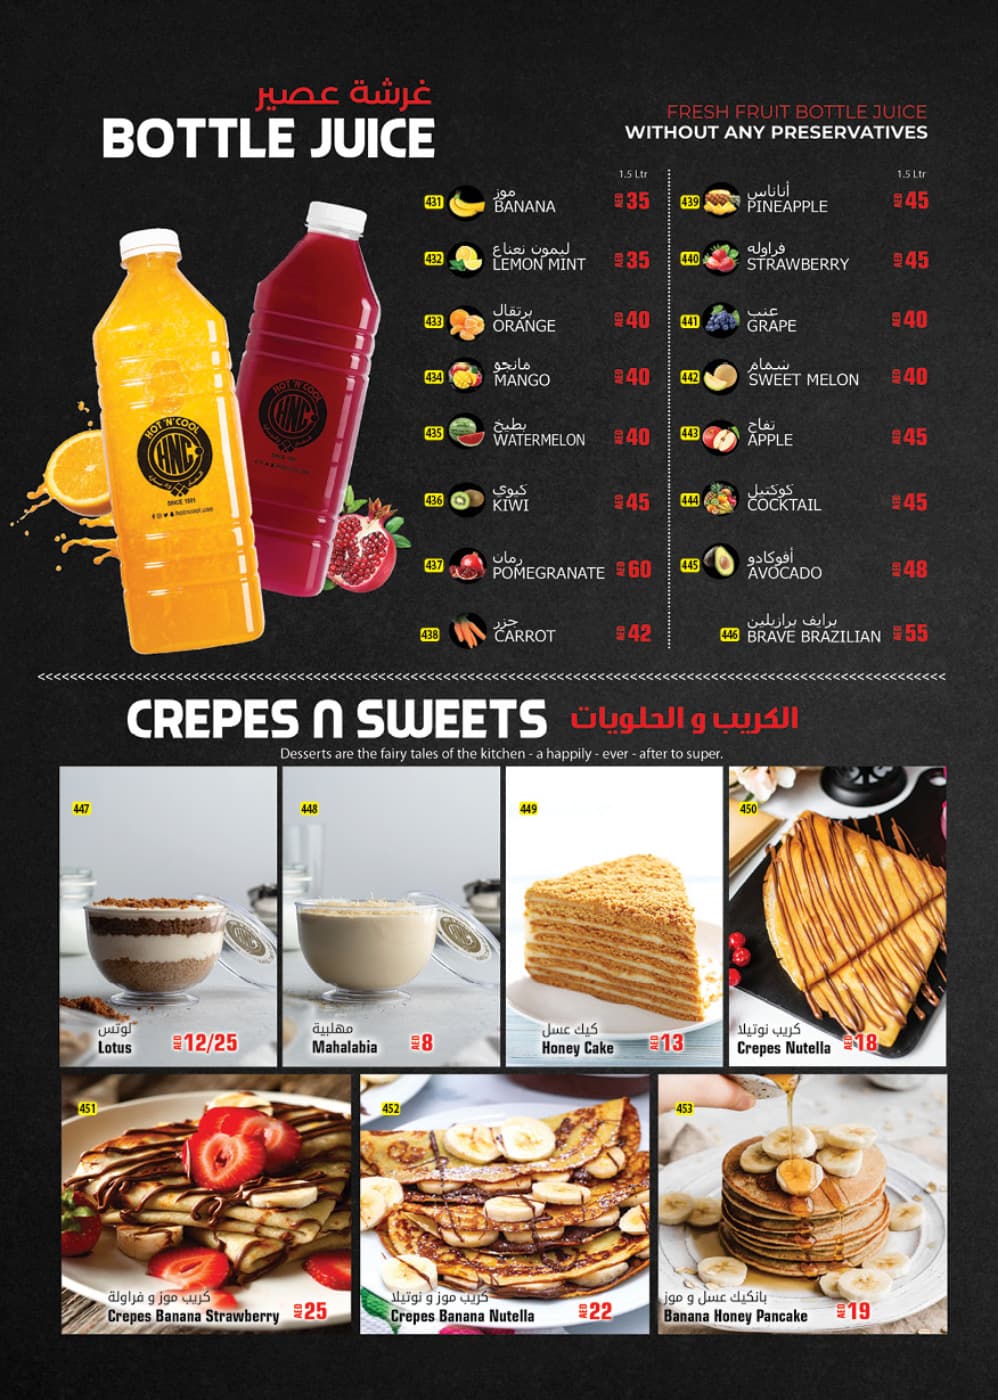 غرشة عصير
BOTTLE JUICE
FRESH FRUIT BOTTLE JUICE
WITHOUT ANY PRESERVATIVES
1.5 Ltr
431 موز
BANANA AED 35
432 ليمون نعناع
LEMON MINT AED 35
433 برتقال
ORANGE AED 40
434 مانجو
MANGO AED 40
435 بطيخ
WATERMELON AED 40
436 كيوي
KIWI AED 45
437 رمان
POMEGRANATE AED 60
438 جزر
CARROT AED 42
1.5 Ltr
439 أناناس
PINEAPPLE AED 45
440 فراوله
STRAWBERRY AED 45
441 عنب
GRAPE AED 40
442 شمام
SWEET MELON AED 40
443 تفاح
APPLE AED 45
444 كوكتيل
COCKTAIL AED 45
445 أفوكادو
AVOCADO AED 48
446 برايف برازيلين
BRAVE BRAZILIAN AED 55
HOT 'N' COOL
HNC
SINCE 1991
hotncool.com
HOT 'N' COOL
HNC
CREPES N SWEETS الكريب و الحلويات
Desserts are the fairy tales of the kitchen - a happily - ever - after to super.
447
لوتس
Lotus AED 12/25
448
مهلبية
Mahalabia AED 8
449
كيك عسل
Honey Cake AED 13
450
كريب نوتيلا
Crepes Nutella AED 18
451
كريب موز و فراولة
Crepes Banana Strawberry AED 25
452
كريب موز و نوتيلا
Crepes Banana Nutella AED 22
453
بانكيك عسل و موز
Banana Honey Pancake AED 19